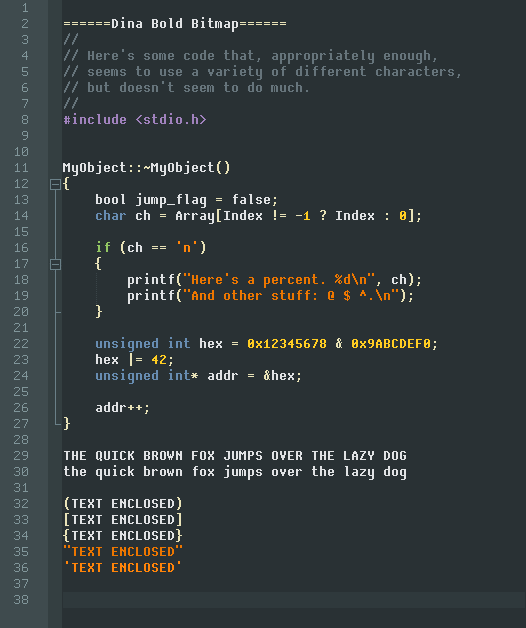 1
2 ======Dina Bold Bitmap======
3 //
4 // Here's some code that, appropriately enough,
5 // seems to use a variety of different characters,
6 // but doesn't seem to do much.
7 //
8 #include <stdio.h>
9
10
11 MyObject::~MyObject()
12 {
13     bool jump_flag = false;
14     char ch = Array[Index != -1 ? Index : 0];
15
16     if (ch == 'n')
17     {
18         printf("Here's a percent. %d\n", ch);
19         printf("And other stuff: @ $ ^.\n");
20     }
21
22     unsigned int hex = 0x12345678 & 0x9ABCDEF0;
23     hex |= 42;
24     unsigned int* addr = &hex;
25
26     addr++;
27 }
28
29 THE QUICK BROWN FOX JUMPS OVER THE LAZY DOG
30 the quick brown fox jumps over the lazy dog
31
32 (TEXT ENCLOSED)
33 [TEXT ENCLOSED]
34 {TEXT ENCLOSED}
35 "TEXT ENCLOSED"
36 'TEXT ENCLOSED'
37
38